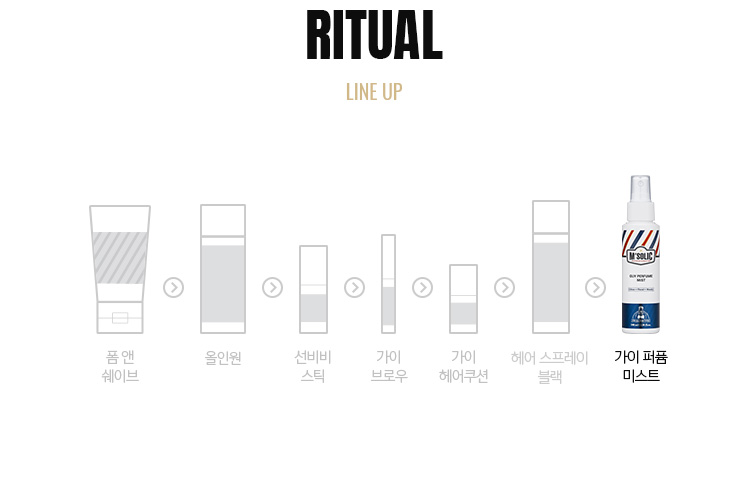 RITUAL
LINE UP
M'SOLIC
GUY PERFUME
MIST
폼 앤
쉐이브
올인원
선비비
스틱
가이
브로우
가이
헤어쿠션
헤어 스프레이
블랙
가이 퍼퓸
미스트